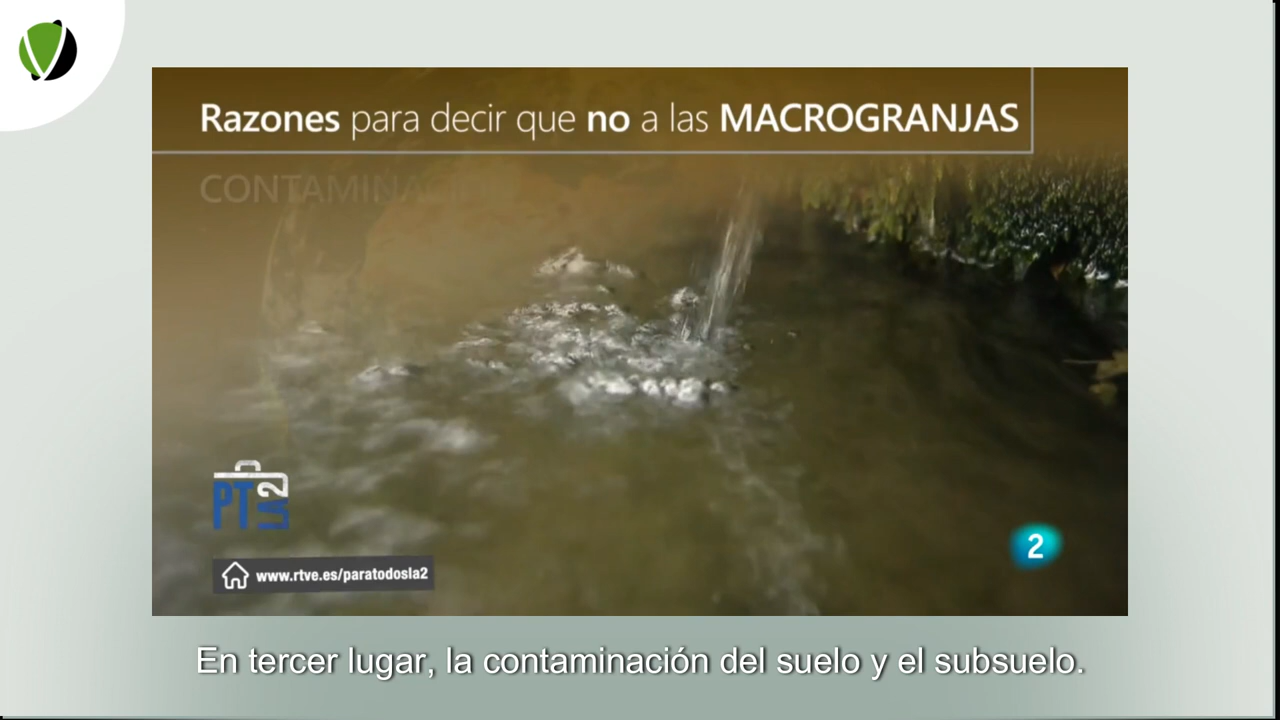 Razones para decir que no a las MACROGRANJAS
CONTAMINACIÓN
PT
LA2
www.rtve.es/paratodosla2
2
En tercer lugar, la contaminación del suelo y el subsuelo.